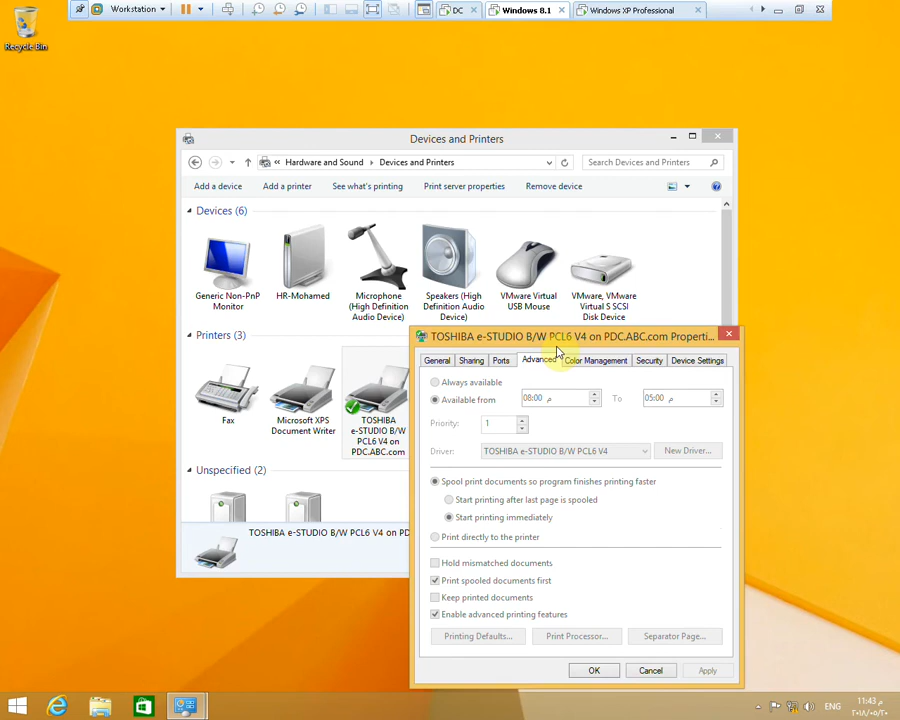 Workstation
DC
Windows 8.1
Windows XP Professional
Recycle Bin
Devices and Printers
Hardware and Sound
Devices and Printers
Search Devices and Printers
Add a device
Add a printer
See what's printing
Print server properties
Remove device
Devices (6)
Generic Non-PnP
Monitor
HR-Mohamed
Microphone
(High Definition
Audio Device)
Speakers (High
Definition Audio
Device)
VMware Virtual
USB Mouse
VMware, VMware
Virtual S SCSI
Disk Device
Printers (3)
Fax
Microsoft XPS
Document Writer
TOSHIBA
e-STUDIO B/W
PCL6 V4 on
PDC.ABC.com
Unspecified (2)
TOSHIBA e-STUDIO B/W PCL6 V4 on PD
TOSHIBA e-STUDIO B/W PCL6 V4 on PDC.ABC.com Properti...
General
Sharing
Ports
Advanced
Color Management
Security
Device Settings
Always available
Available from
08:00 م
To
05:00 م
Priority:
1
Driver:
TOSHIBA e-STUDIO B/W PCL6 V4
New Driver...
Spool print documents so program finishes printing faster
Start printing after last page is spooled
Start printing immediately
Print directly to the printer
Hold mismatched documents
Print spooled documents first
Keep printed documents
Enable advanced printing features
Printing Defaults...
Print Processor...
Separator Page...
OK
Cancel
Apply
ENG
11:43 م